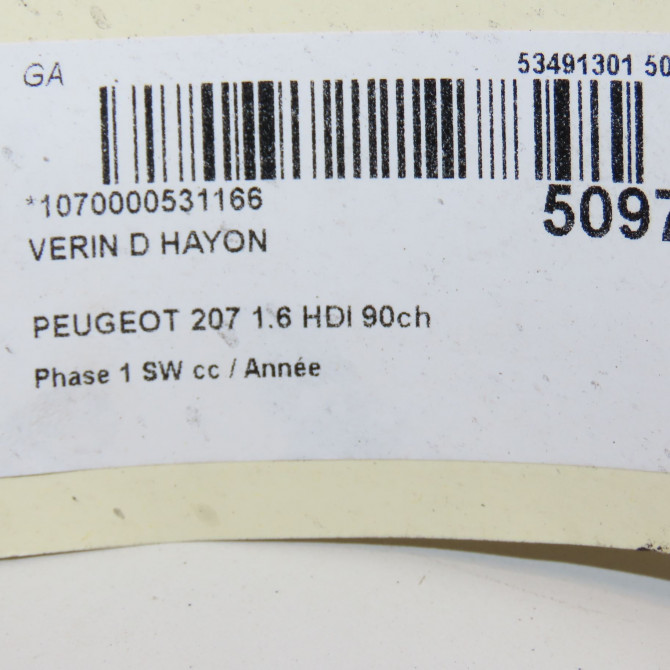 GA
53491301 50
*1070000531166
5097
VERIN D HAYON
PEUGEOT 207 1.6 HDI 90ch
Phase 1 SW cc / Année